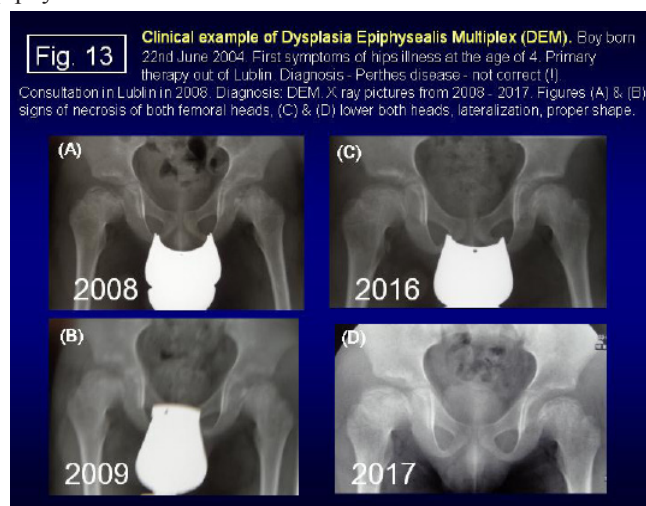 Fig. 13
Clinical example of Dysplasia Epiphysealis Multiplex (DEM). Boy born
22nd June 2004. First symptoms of hips illness at the age of 4. Primary
therapy out of Lublin. Diagnosis - Perthes disease - not correct (!).
Consultation in Lublin in 2008. Diagnosis: DEM. X ray pictures from 2008 - 2017. Figures (A) & (B)
signs of necrosis of both femoral heads, (C) & (D) lower both heads, lateralization, proper shape.
(A)
2008
(C)
2016
(B)
2009
(D)
2017